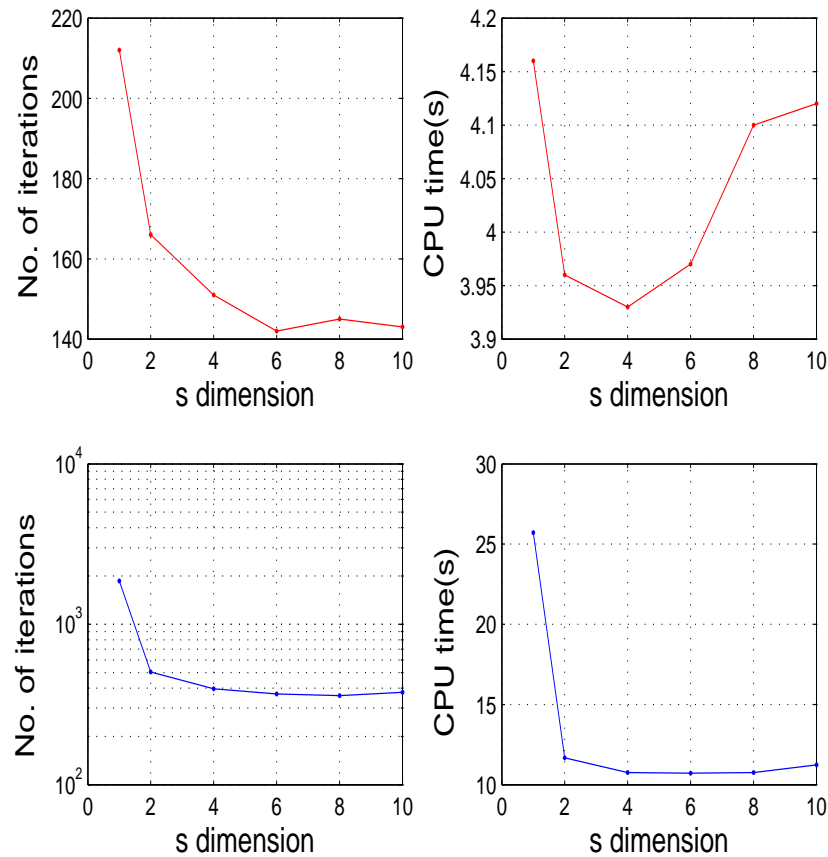 220
200
180
160
140
No. of iterations
0 2 4 6 8 10
s dimension
4.2
4.15
4.1
4.05
4
3.95
3.9
CPU time(s)
0 2 4 6 8 10
s dimension
10^4
10^3
10^2
No. of iterations
0 2 4 6 8 10
s dimension
30
25
20
15
10
CPU time(s)
0 2 4 6 8 10
s dimension